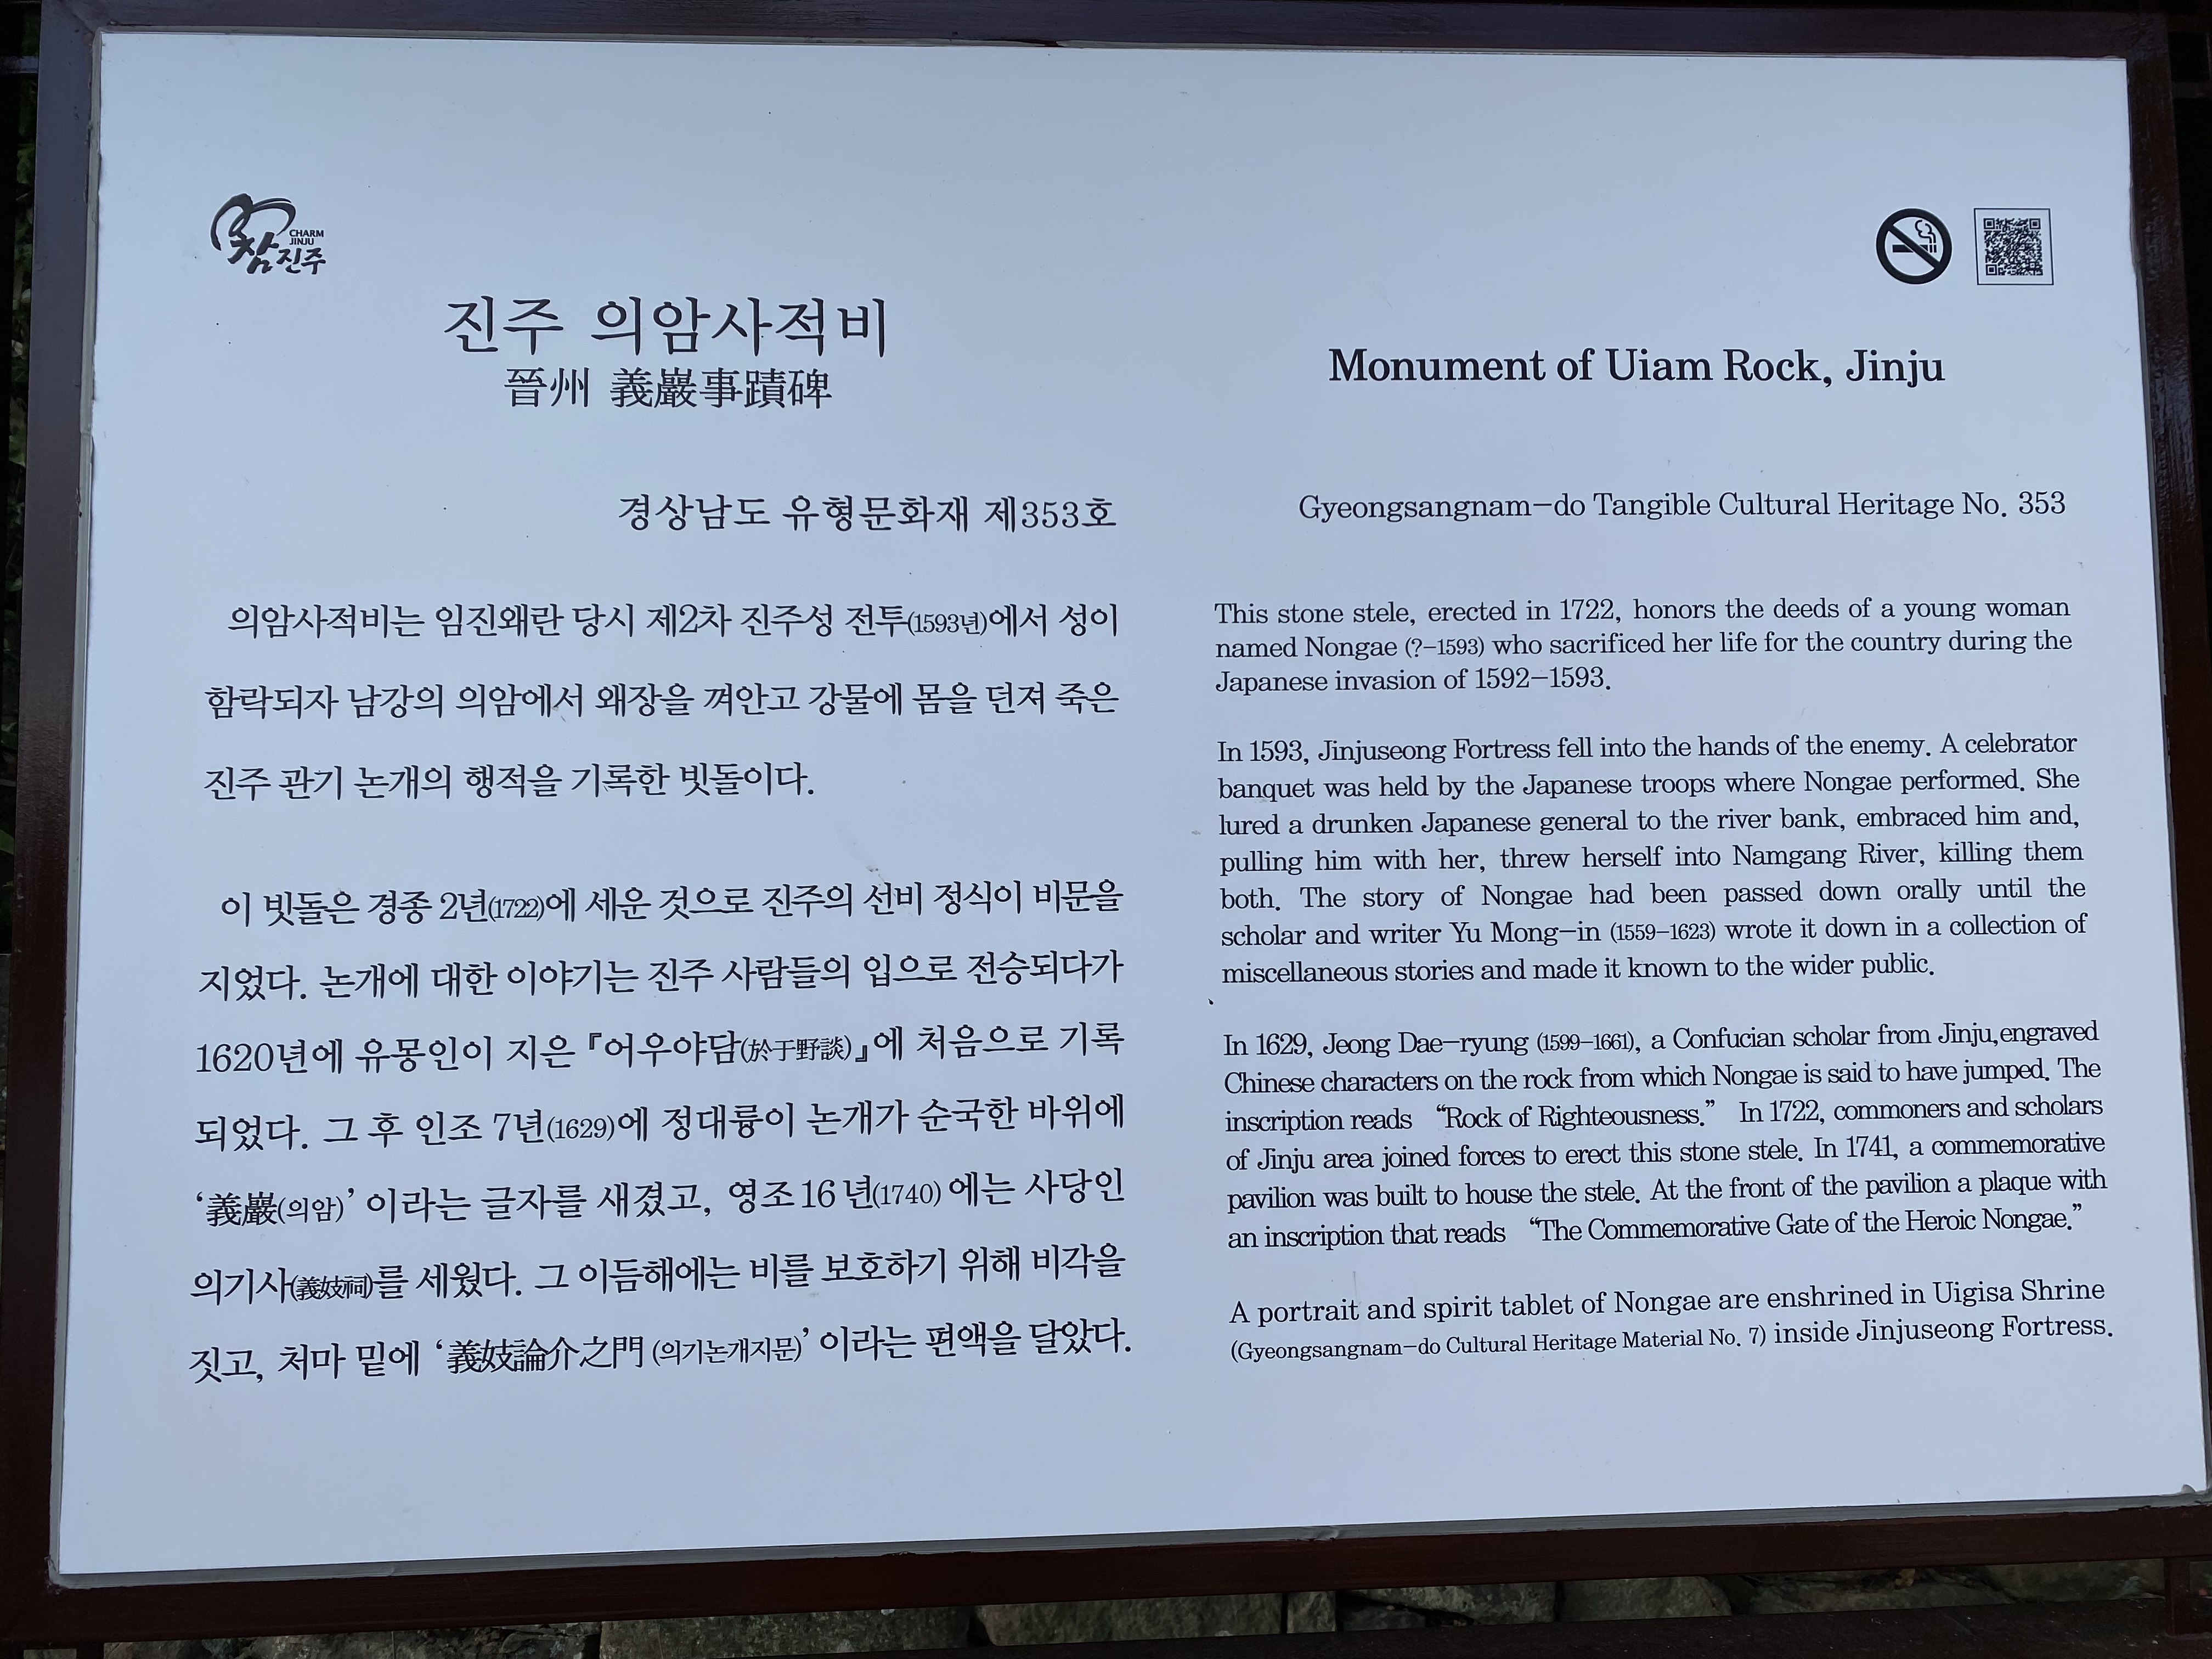 CHARM
JINJU
참진주
진주 의암사적비
晉州 義巖事蹟碑
경상남도 유형문화재 제353호
의암사적비는 임진왜란 당시 제2차 진주성 전투(1593년)에서 성이
함락되자 남강의 의암에서 왜장을 껴안고 강물에 몸을 던져 죽은
진주 관기 논개의 행적을 기록한 빗돌이다.
이 빗돌은 경종 2년(1722)에 세운 것으로 진주의 선비 정식이 비문을
지었다. 논개에 대한 이야기는 진주 사람들의 입으로 전승되다가
1620년에 유몽인이 지은 『어우야담(於于野談)』에 처음으로 기록
되었다. 그 후 인조 7년(1629)에 정대륭이 논개가 순국한 바위에
‘義巖(의암)’ 이라는 글자를 새겼고, 영조 16년(1740)에는 사당인
의기사(義妓祠)를 세웠다. 그 이듬해에는 비를 보호하기 위해 비각을
짓고, 처마 밑에 ‘義妓論介之門 (의기논개지문)’ 이라는 편액을 달았다.
Monument of Uiam Rock, Jinju
Gyeongsangnam-do Tangible Cultural Heritage No. 353
This stone stele, erected in 1722, honors the deeds of a young woman
named Nongae (?-1593) who sacrificed her life for the country during the
Japanese invasion of 1592-1593.
In 1593, Jinjuseong Fortress fell into the hands of the enemy. A celebrator
banquet was held by the Japanese troops where Nongae performed. She
lured a drunken Japanese general to the river bank, embraced him and,
pulling him with her, threw herself into Namgang River, killing them
both. The story of Nongae had been passed down orally until the
scholar and writer Yu Mong-in (1559-1623) wrote it down in a collection of
miscellaneous stories and made it known to the wider public.
In 1629, Jeong Dae-ryung (1599-1661), a Confucian scholar from Jinju,engraved
Chinese characters on the rock from which Nongae is said to have jumped. The
inscription reads “Rock of Righteousness.” In 1722, commoners and scholars
of Jinju area joined forces to erect this stone stele. In 1741, a commemorative
pavilion was built to house the stele. At the front of the pavilion a plaque with
an inscription that reads “The Commemorative Gate of the Heroic Nongae.”
A portrait and spirit tablet of Nongae are enshrined in Uigisa Shrine
(Gyeongsangnam-do Cultural Heritage Material No. 7) inside Jinjuseong Fortress.